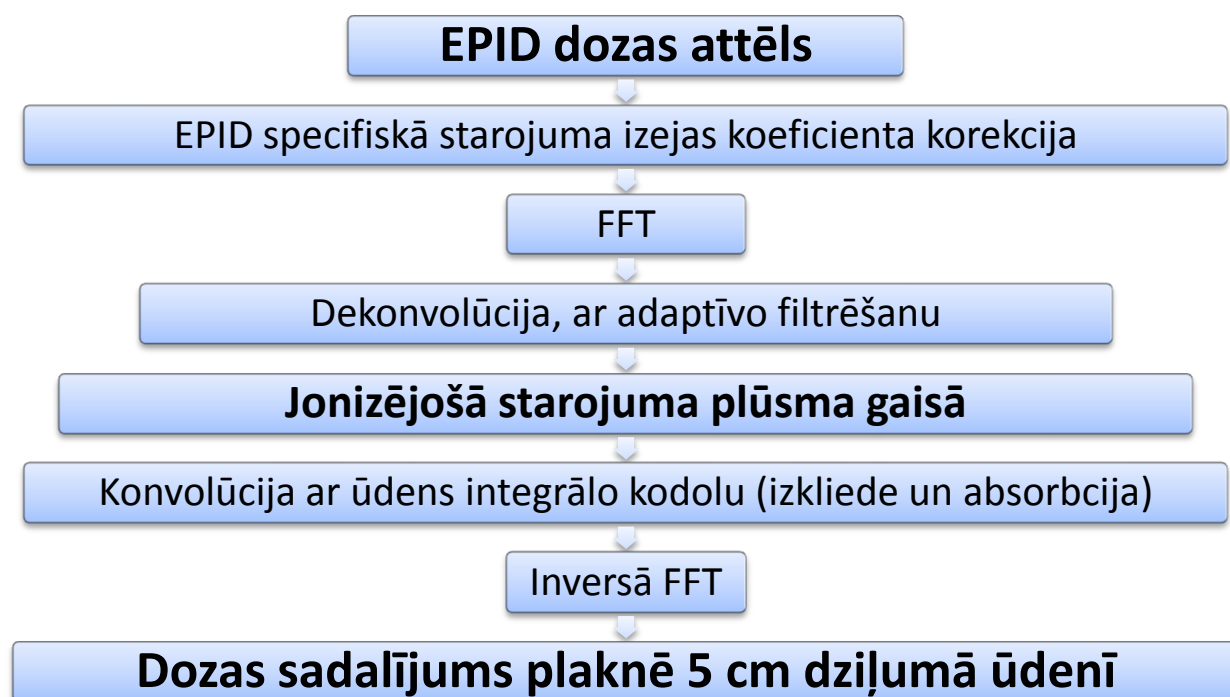 EPID dozas attēls
EPID specifiskā starojuma izejas koeficienta korekcija
FFT
Dekonvolūcija, ar adaptīvo filtrēšanu
Jonizējošā starojuma plūsma gaisā
Konvolūcija ar ūdens integrālo kodolu (izkliede un absorbcija)
Inversā FFT
Dozas sadalījums plaknē 5 cm dziļumā ūdenī